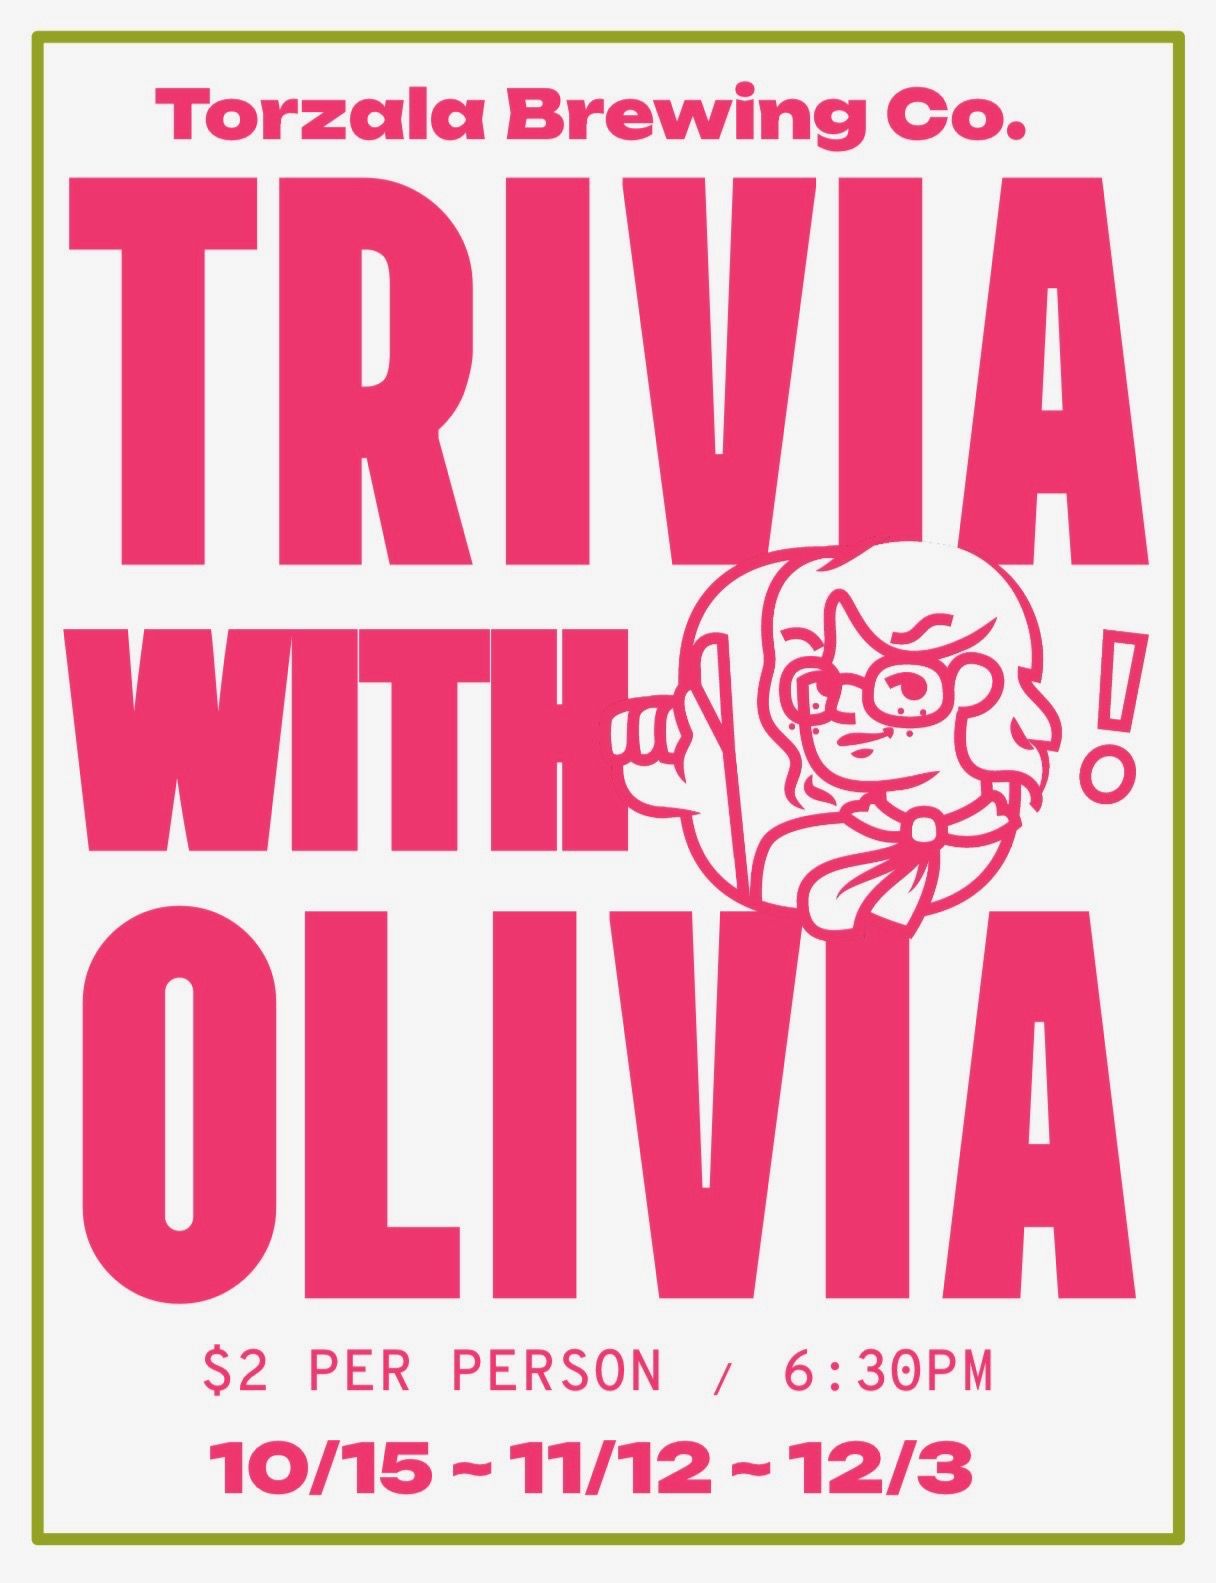 Torzala Brewing Co.
TRIVIA
WITH
!
OLIVIA
$2 PER PERSON / 6:30PM
10/15 ~ 11/12 ~ 12/3